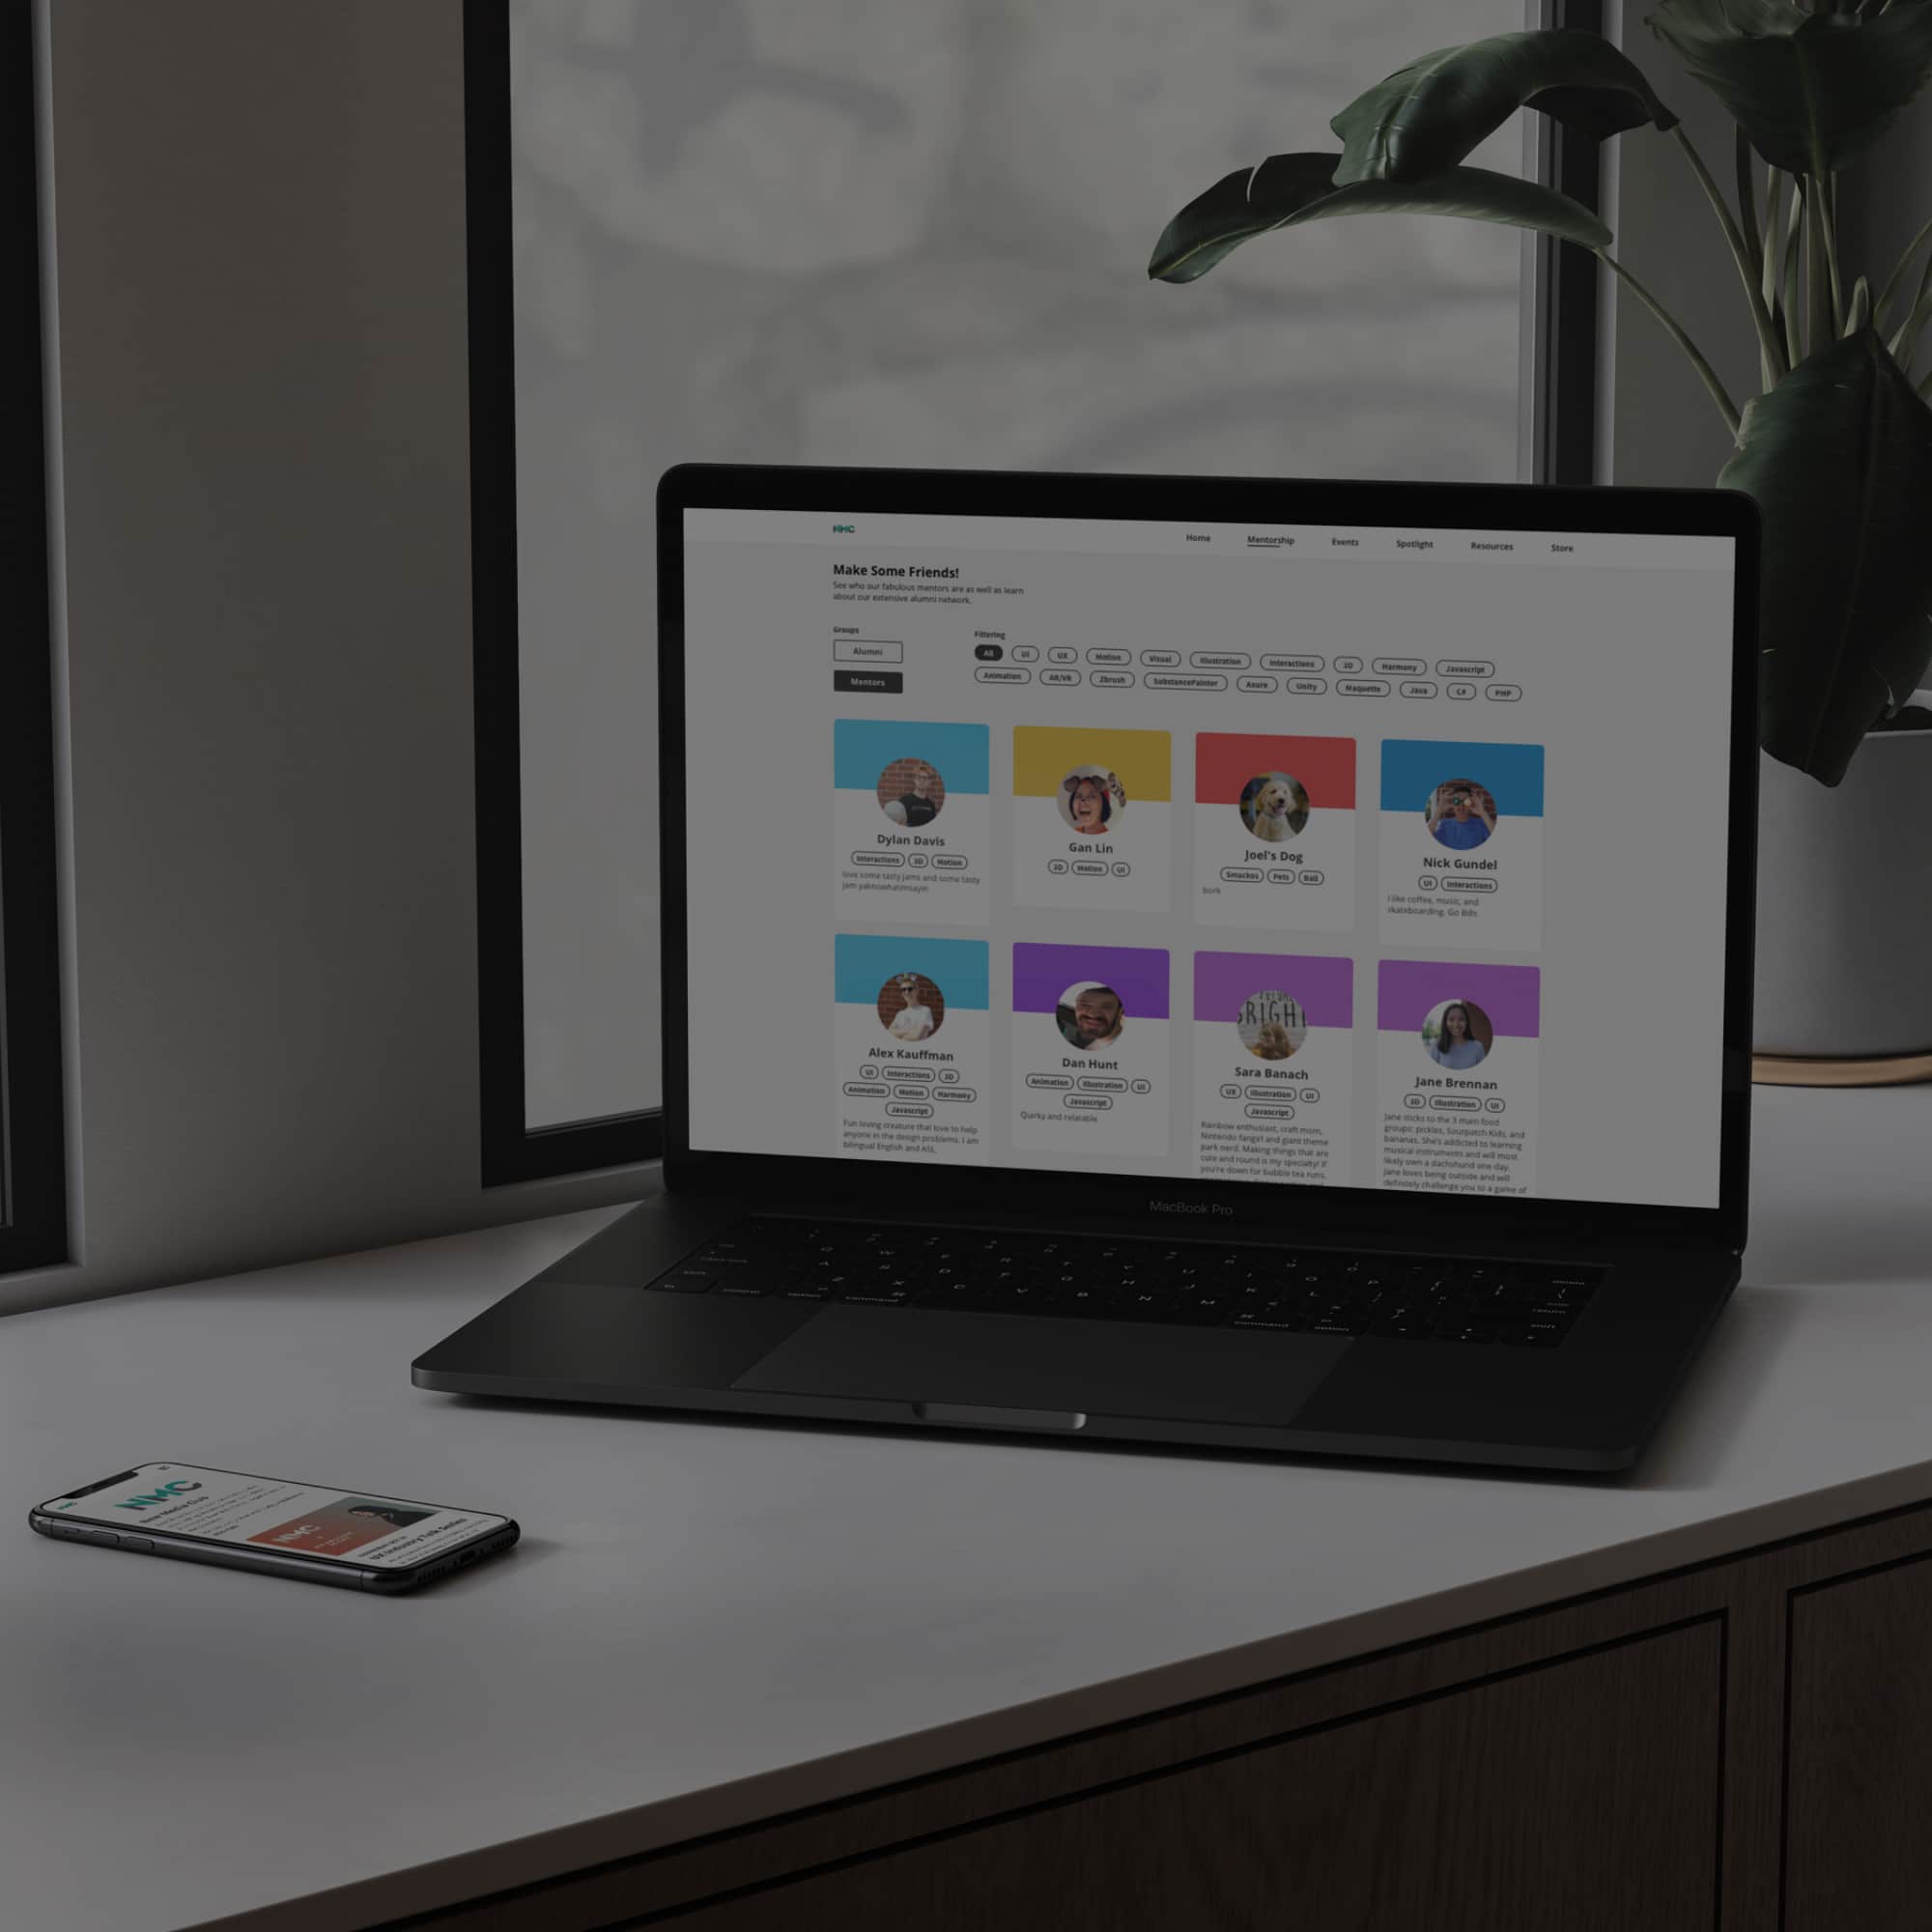 NMC
Home Mentorship Events Spotlight Resources Store
Make Some Friends!
See who our fabulous mentors are as well as learn
about our extensive alumni network.
Groups
Alumni
Mentors
Filtering
All UI UX Motion Visual Illustration Interactions 2D Harmony Javascript
Animation AR/VR Zbrush SubstancePainter Axure Unity Maquette Java C# PHP
Dylan Davis
Interactions 3D Motion
love some tasty jams and some tasty
jam yaknowhatimsayin
Gan Lin
3D Motion UI
Joel's Dog
Smackos Pets Ball
bork
Nick Gundel
UI Interactions
I like coffee, music, and
skateboarding. Go Bills
Alex Kauffman
UI Interactions 3D
Animation Motion Harmony
Javascript
Fun loving creature that love to help
anyone in the design problems. I am
bilingual English and ASL.
Dan Hunt
Animation Illustration UI
Javascript
Quirky and relatable
BRIGHT
Sara Banach
UX Illustration UI
Javascript
Rainbow enthusiast, craft mom,
Nintendo fangirl and giant theme
park nerd. Making things that are
cute and round is my specialty! If
you're down for bubble tea runs,
Jane Brennan
3D Illustration UI
Jane sticks to the 3 main food
groups: pickles, Sourpatch Kids, and
bananas. She's addicted to learning
musical instruments and will most
likely own a dachshund one day.
Jane loves being outside and will
definitely challenge you to a game of
MacBook Pro
NMC
New Media Club
NMC
UX Industry Talk Series